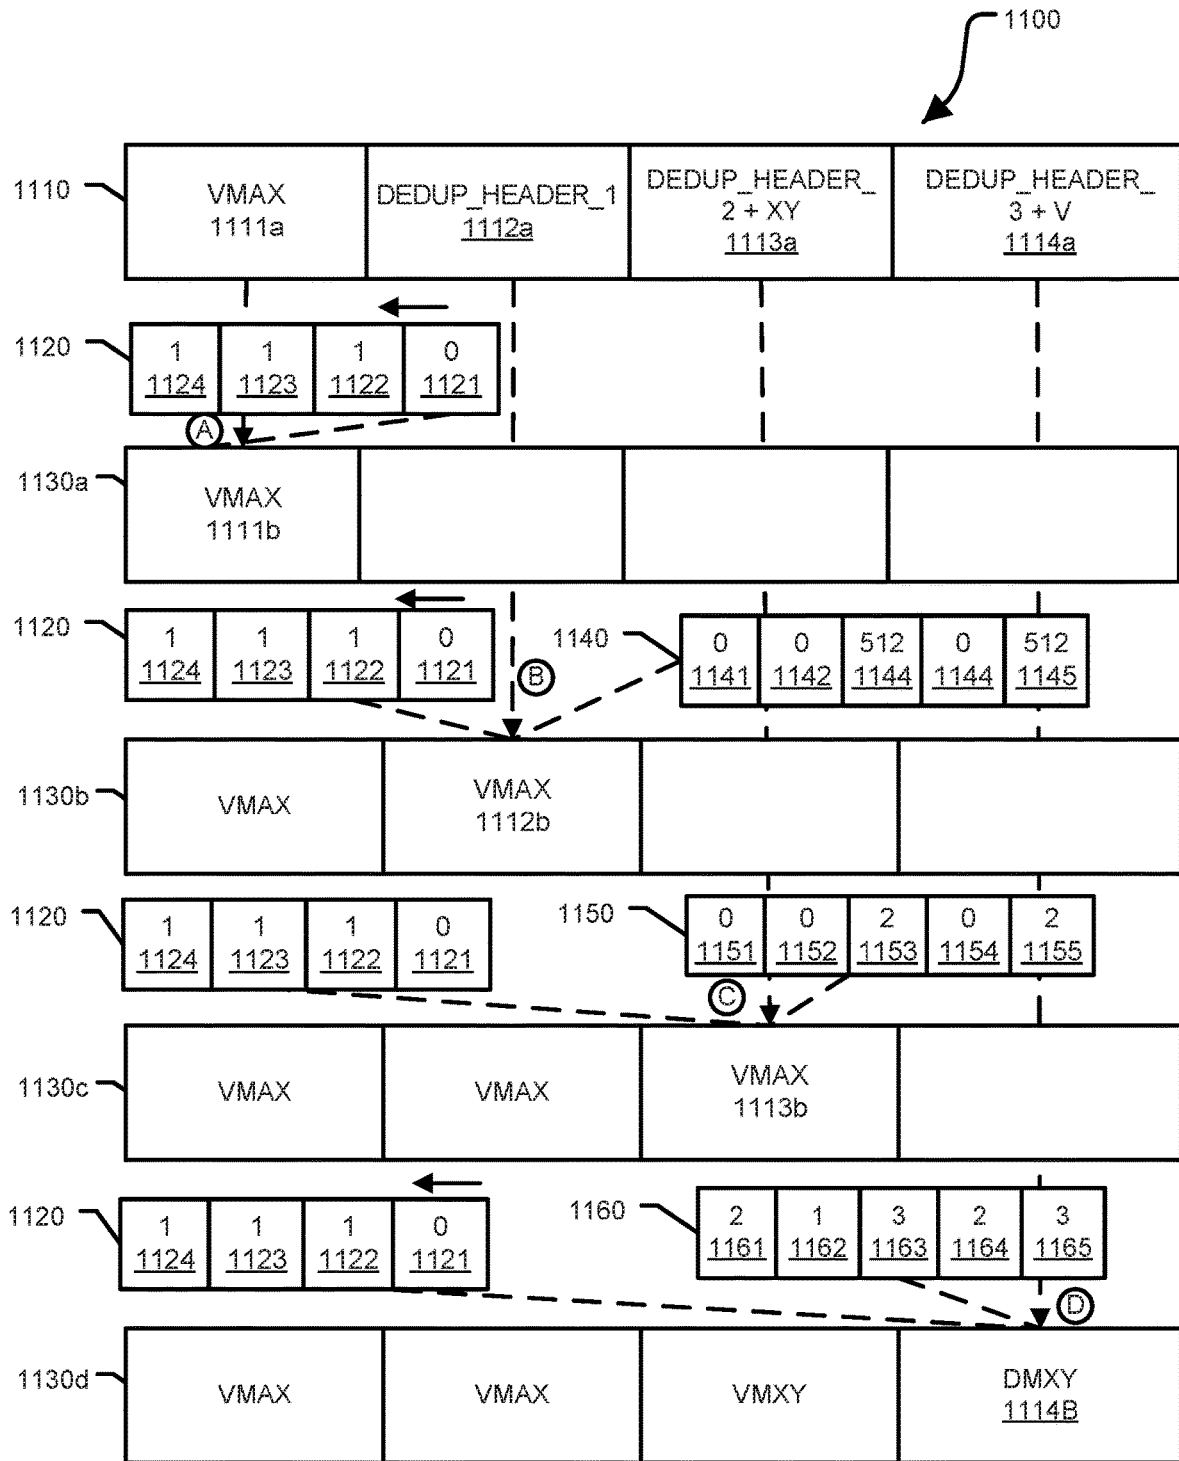 1100
1110
VMAX
1111a
DEDUP_HEADER_1
1112a
DEDUP_HEADER_
2 + XY
1113a
DEDUP_HEADER_
3 + V
1114a
1120
1 1 1 0
1124 1123 1122 1121
A
1130a
VMAX
1111b
1120
1 1 1 0
1124 1123 1122 1121
B
1140
0 0 512 0 512
1141 1142 1144 1144 1145
1130b
VMAX
VMAX
1112b
1120
1 1 1 0
1124 1123 1122 1121
1150
0 0 2 0 2
1151 1152 1153 1154 1155
C
1130c
VMAX
VMAX
VMAX
1113b
1120
1 1 1 0
1124 1123 1122 1121
1160
2 1 3 2 3
1161 1162 1163 1164 1165
D
1130d
VMAX
VMAX
VMXY
DMXY
1114B